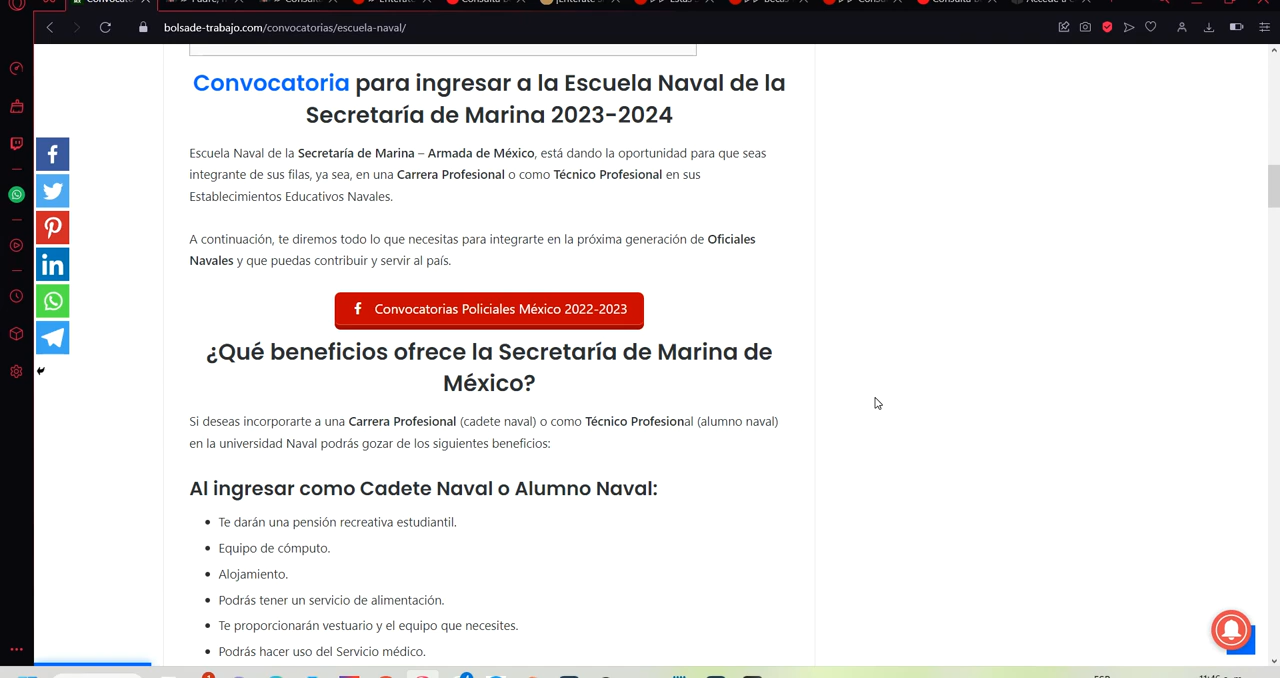 bolsade-trabajo.com/convocatorias/escuela-naval/
Convocatoria para ingresar a la Escuela Naval de la
Secretaría de Marina 2023-2024
Escuela Naval de la Secretaría de Marina – Armada de México, está dando la oportunidad para que seas
integrante de sus filas, ya sea, en una Carrera Profesional o como Técnico Profesional en sus
Establecimientos Educativos Navales.
A continuación, te diremos todo lo que necesitas para integrarte en la próxima generación de Oficiales
Navales y que puedas contribuir y servir al país.
Convocatorias Policiales México 2022-2023
¿Qué beneficios ofrece la Secretaría de Marina de
México?
Si deseas incorporarte a una Carrera Profesional (cadete naval) o como Técnico Profesional (alumno naval)
en la universidad Naval podrás gozar de los siguientes beneficios:
Al ingresar como Cadete Naval o Alumno Naval:
• Te darán una pensión recreativa estudiantil.
• Equipo de cómputo.
• Alojamiento.
• Podrás tener un servicio de alimentación.
• Te proporcionarán vestuario y el equipo que necesites.
• Podrás hacer uso del Servicio médico.